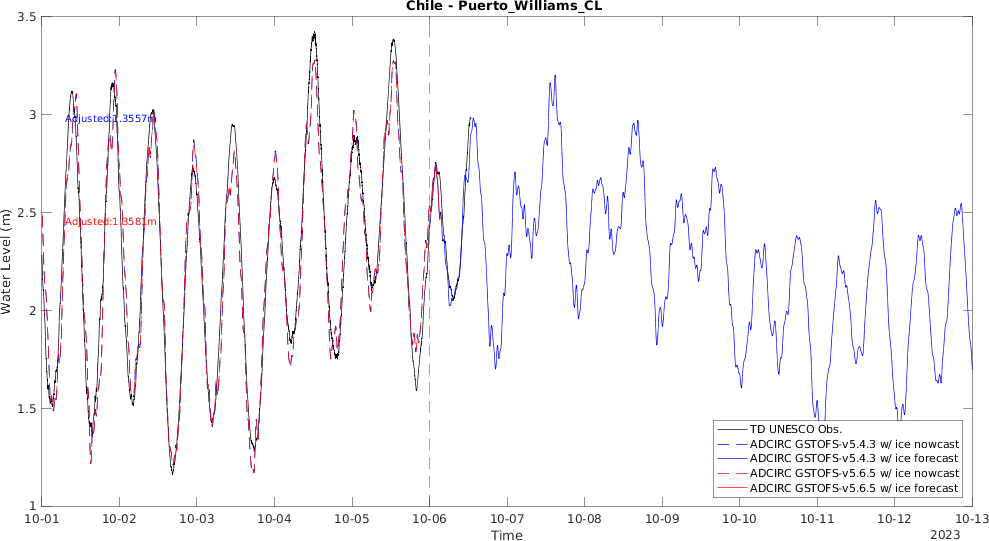 Chile - Puerto_Williams_CL
3.5
3
2.5
2
1.5
1
Water Level (m)
Adjusted:1.3557m
Adjusted:1.3581m
TD UNESCO Obs.
ADCIRC GSTOFS-v5.4.3 w/ ice nowcast
ADCIRC GSTOFS-v5.4.3 w/ ice forecast
ADCIRC GSTOFS-v5.6.5 w/ ice nowcast
ADCIRC GSTOFS-v5.6.5 w/ ice forecast
10-01 10-02 10-03 10-04 10-05 10-06 10-07 10-08 10-09 10-10 10-11 10-12 10-13
Time
2023